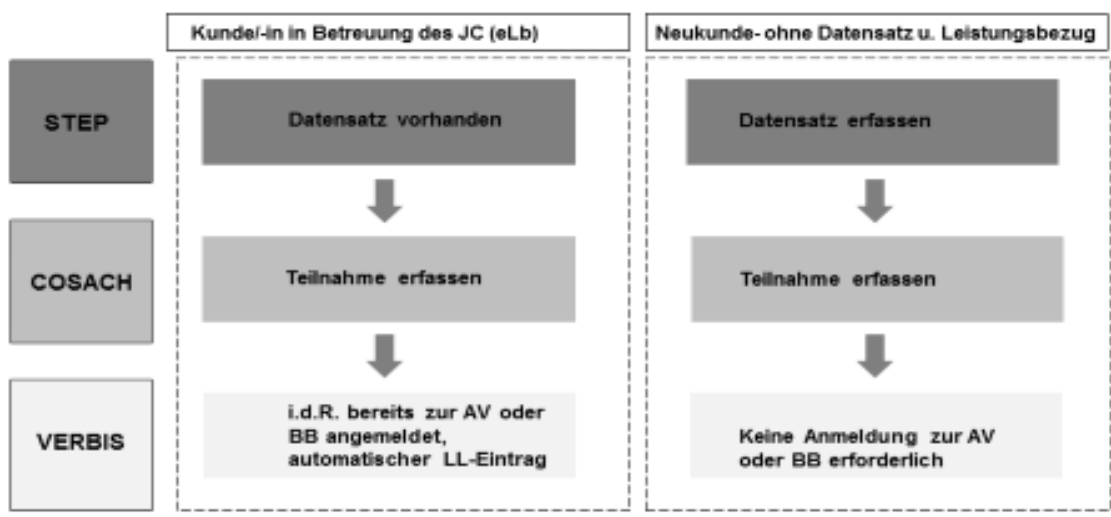 Kunde/-in in Betreuung des JC (eLb)
Neukunde- ohne Datensatz u. Leistungsbezug
STEP
Datensatz vorhanden
Datensatz erfassen
COSACH
Teilnahme erfassen
Teilnahme erfassen
VERBIS
i.d.R. bereits zur AV oder
BB angemeldet,
automatischer LL-Eintrag
Keine Anmeldung zur AV
oder BB erforderlich